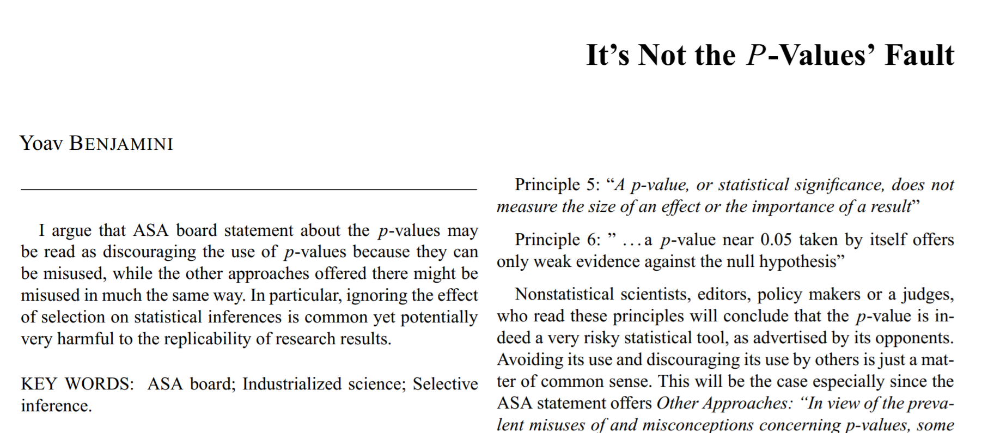 It’s Not the P-Values’ Fault
Yoav BENJAMINI
I argue that ASA board statement about the p-values may
be read as discouraging the use of p-values because they can
be misused, while the other approaches offered there might be
misused in much the same way. In particular, ignoring the effect
of selection on statistical inferences is common yet potentially
very harmful to the replicability of research results.
KEY WORDS: ASA board; Industrialized science; Selective
inference.
Principle 5: “A p-value, or statistical significance, does not
measure the size of an effect or the importance of a result”
Principle 6: ” …a p-value near 0.05 taken by itself offers
only weak evidence against the null hypothesis”
Nonstatistical scientists, editors, policy makers or a judges,
who read these principles will conclude that the p-value is in-
deed a very risky statistical tool, as advertised by its opponents.
Avoiding its use and discouraging its use by others is just a mat-
ter of common sense. This will be the case especially since the
ASA statement offers Other Approaches: “In view of the preva-
lent misuses of and misconceptions concerning p-values, some